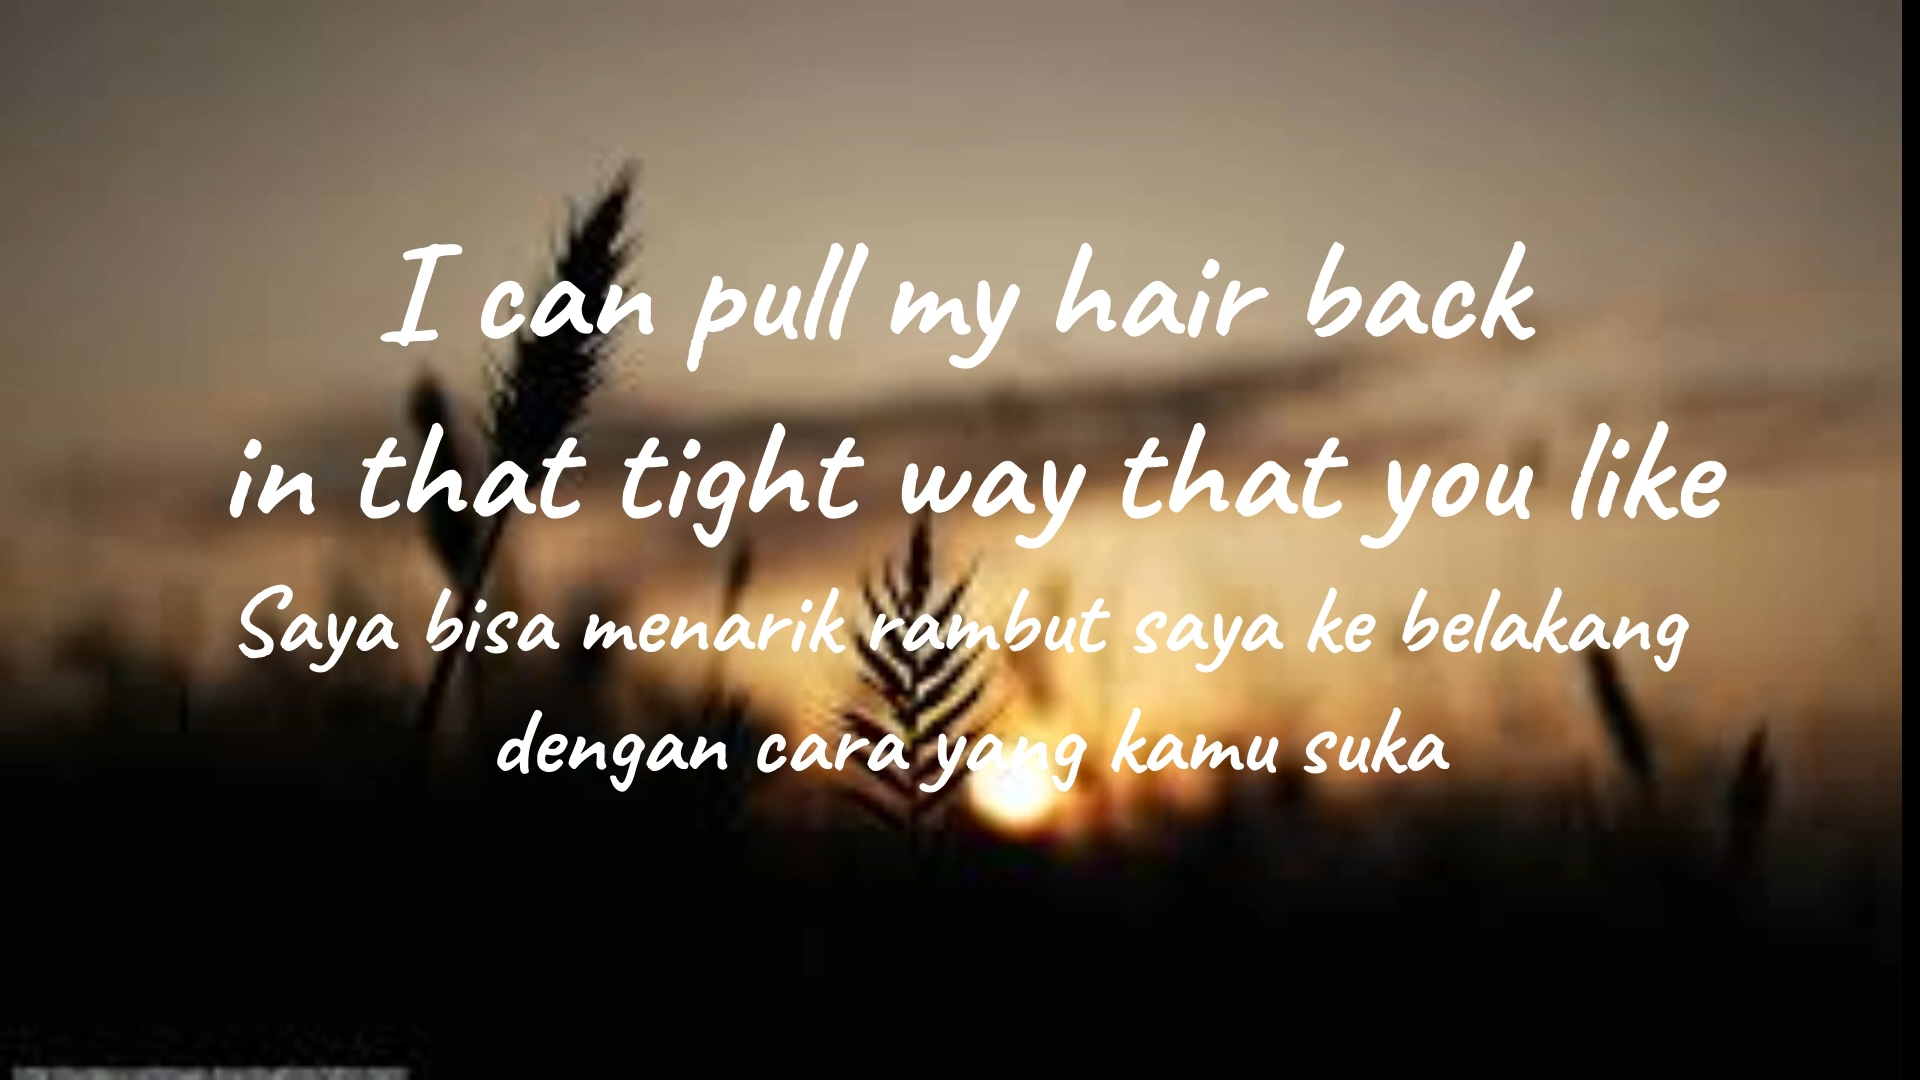 I can pull my hair back
in that tight way that you like
Saya bisa menarik rambut saya ke belakang
dengan cara yang kamu suka